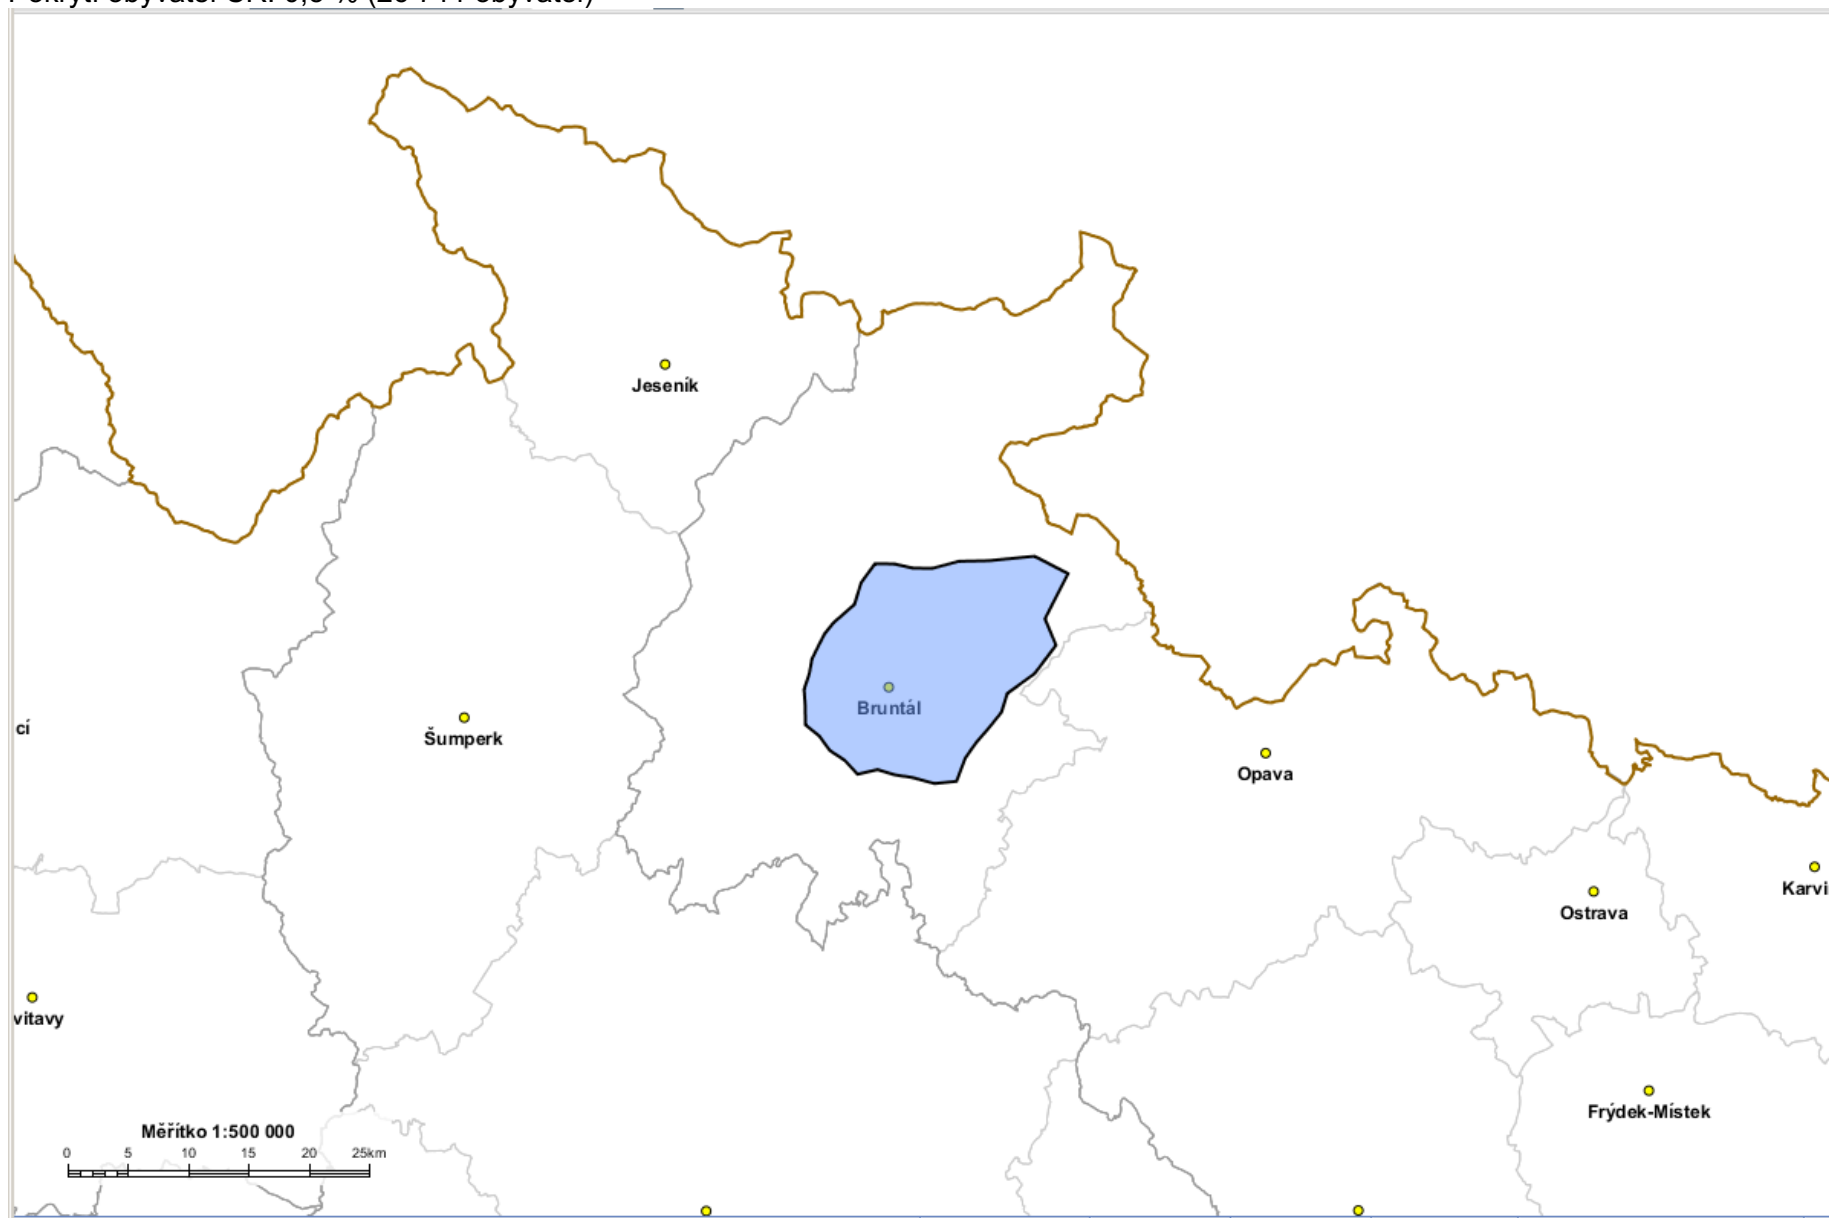 Jeseník
Bruntál
cí
Šumperk
Opava
Karvi
Ostrava
vitavy
Frýdek-Místek
Měřítko 1:500 000
0 5 10 15 20 25km